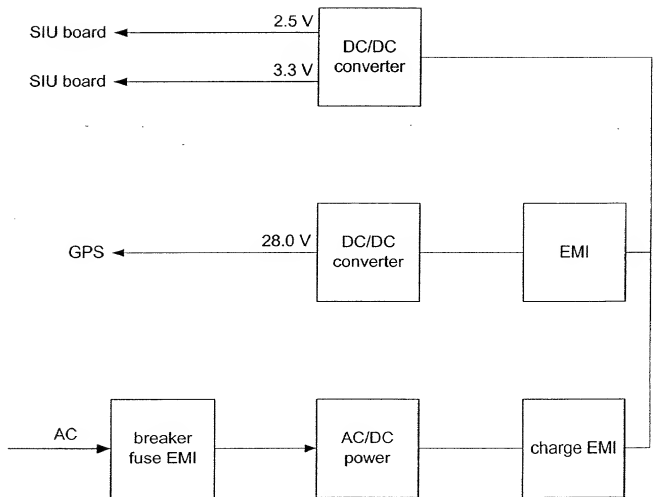 2.5 V
SIU board
DC/DC
converter
3.3 V
SIU board
28.0 V
GPS
DC/DC
converter
EMI
AC
breaker
fuse EMI
AC/DC
power
charge EMI